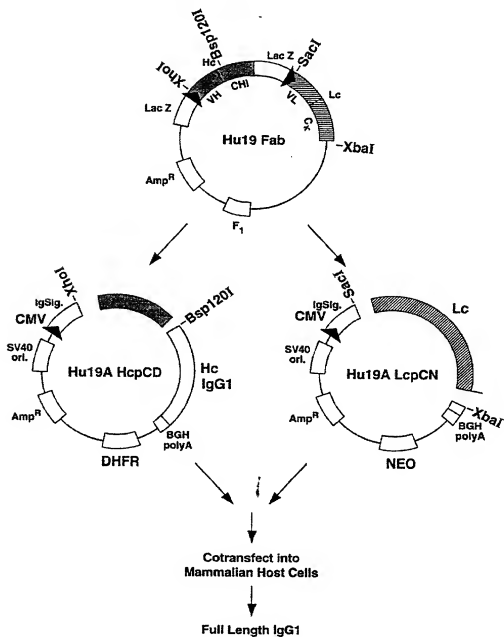 Bsp120I
Hc
Lac Z
SacI
XhoI
VH
CHI
VL
Lc
Lac Z
Cκ
Hu19 Fab
XbaI
AmpR
F1
XhoI
SacI
IgSig.
Bsp120I
IgSig.
Lc
CMV
CMV
SV40
ori.
Hc
IgG1
SV40
ori.
Hu19A HcpCD
Hu19A LcpCN
XbaI
AmpR
BGH
polyA
AmpR
BGH
polyA
DHFR
NEO
Cotransfect into
Mammalian Host Cells
Full Length IgG1